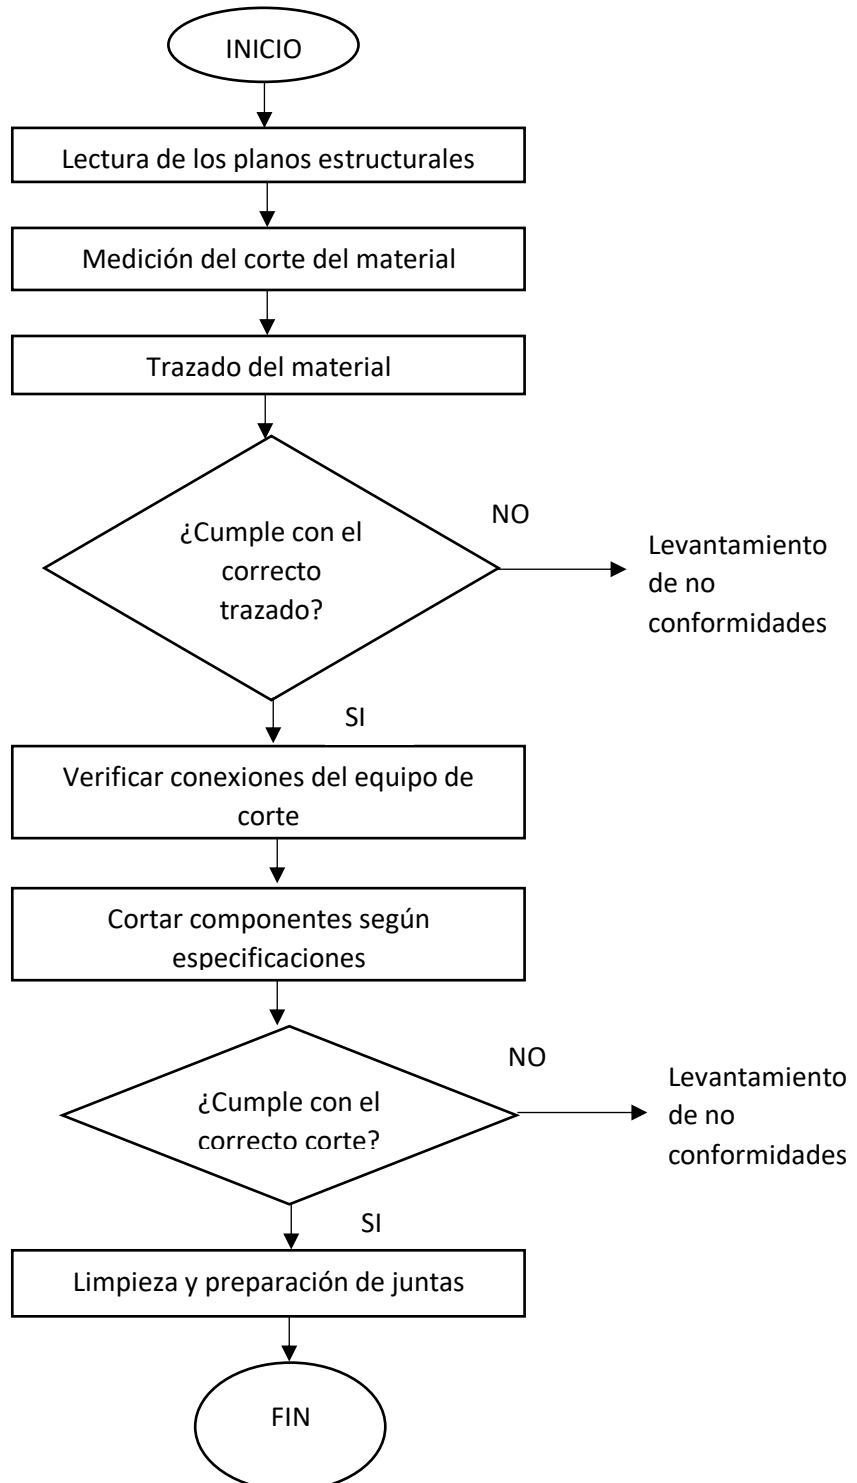 INICIO
Lectura de los planos estructurales
Medición del corte del material
Trazado del material
¿Cumple con el
correcto
trazado?
NO
Levantamiento
de no
conformidades
SI
Verificar conexiones del equipo de
corte
Cortar componentes según
especificaciones
¿Cumple con el
correcto corte?
NO
Levantamiento
de no
conformidades
SI
Limpieza y preparación de juntas
FIN